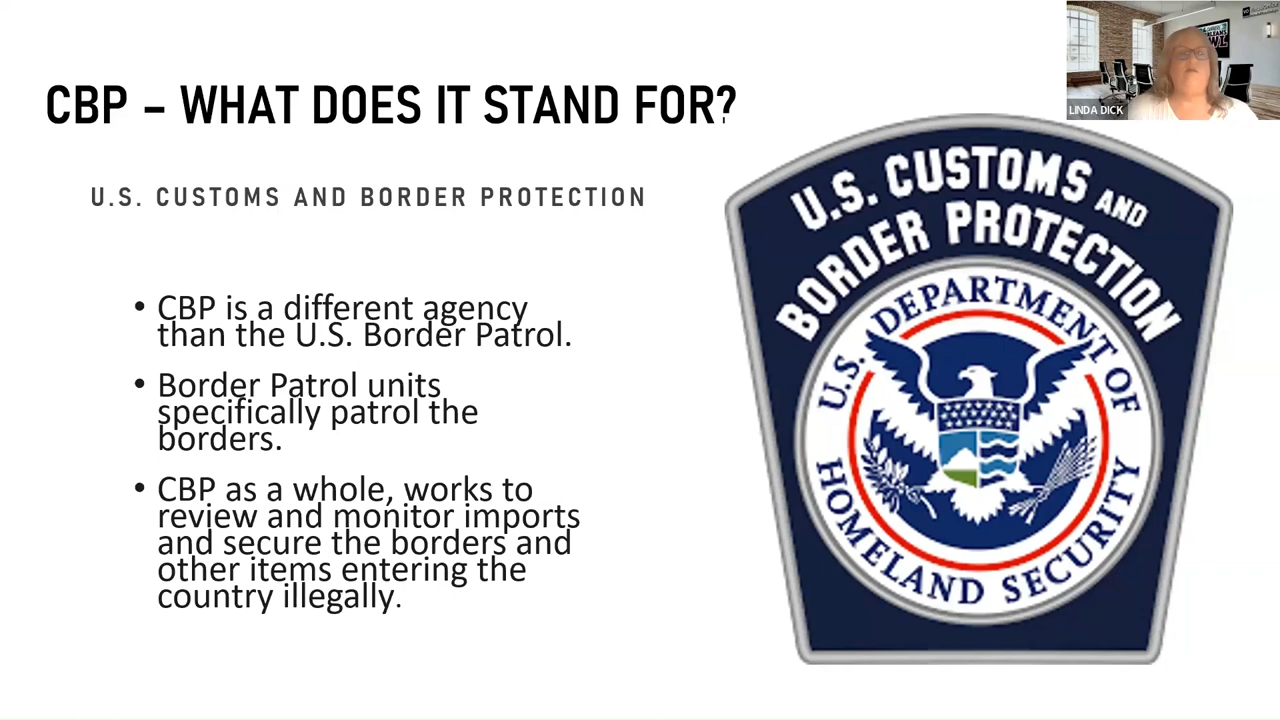 CBP – WHAT DOES IT STAND FOR?
LINDA DICK
U.S. CUSTOMS AND BORDER PROTECTION
• CBP is a different agency
than the U.S. Border Patrol.
• Border Patrol units
specifically patrol the
borders.
• CBP as a whole, works to
review and monitor imports
and secure the borders and
other items entering the
country illegally.
U.S. CUSTOMS AND
BORDER PROTECTION
U.S. DEPARTMENT OF
HOMELAND SECURITY